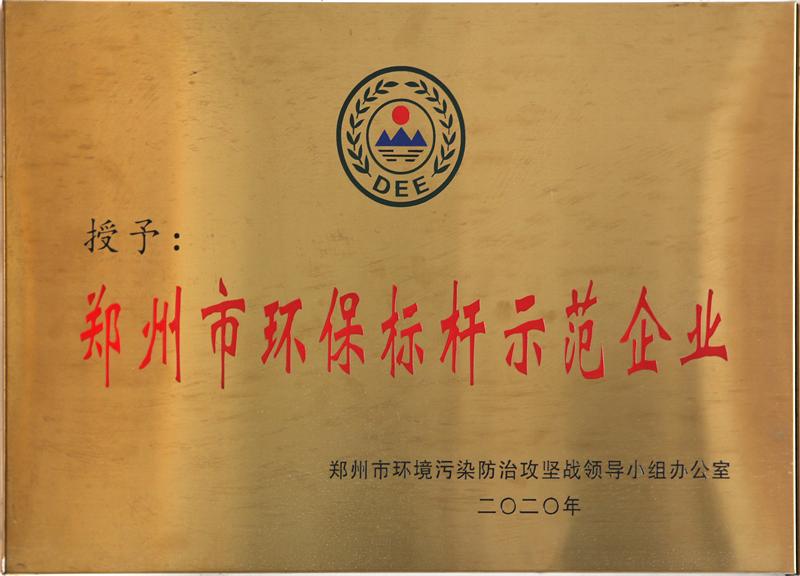 DEE
授予：
郑州市环保标杆示范企业
郑州市环境污染防治攻坚战领导小组办公室
二〇二〇年